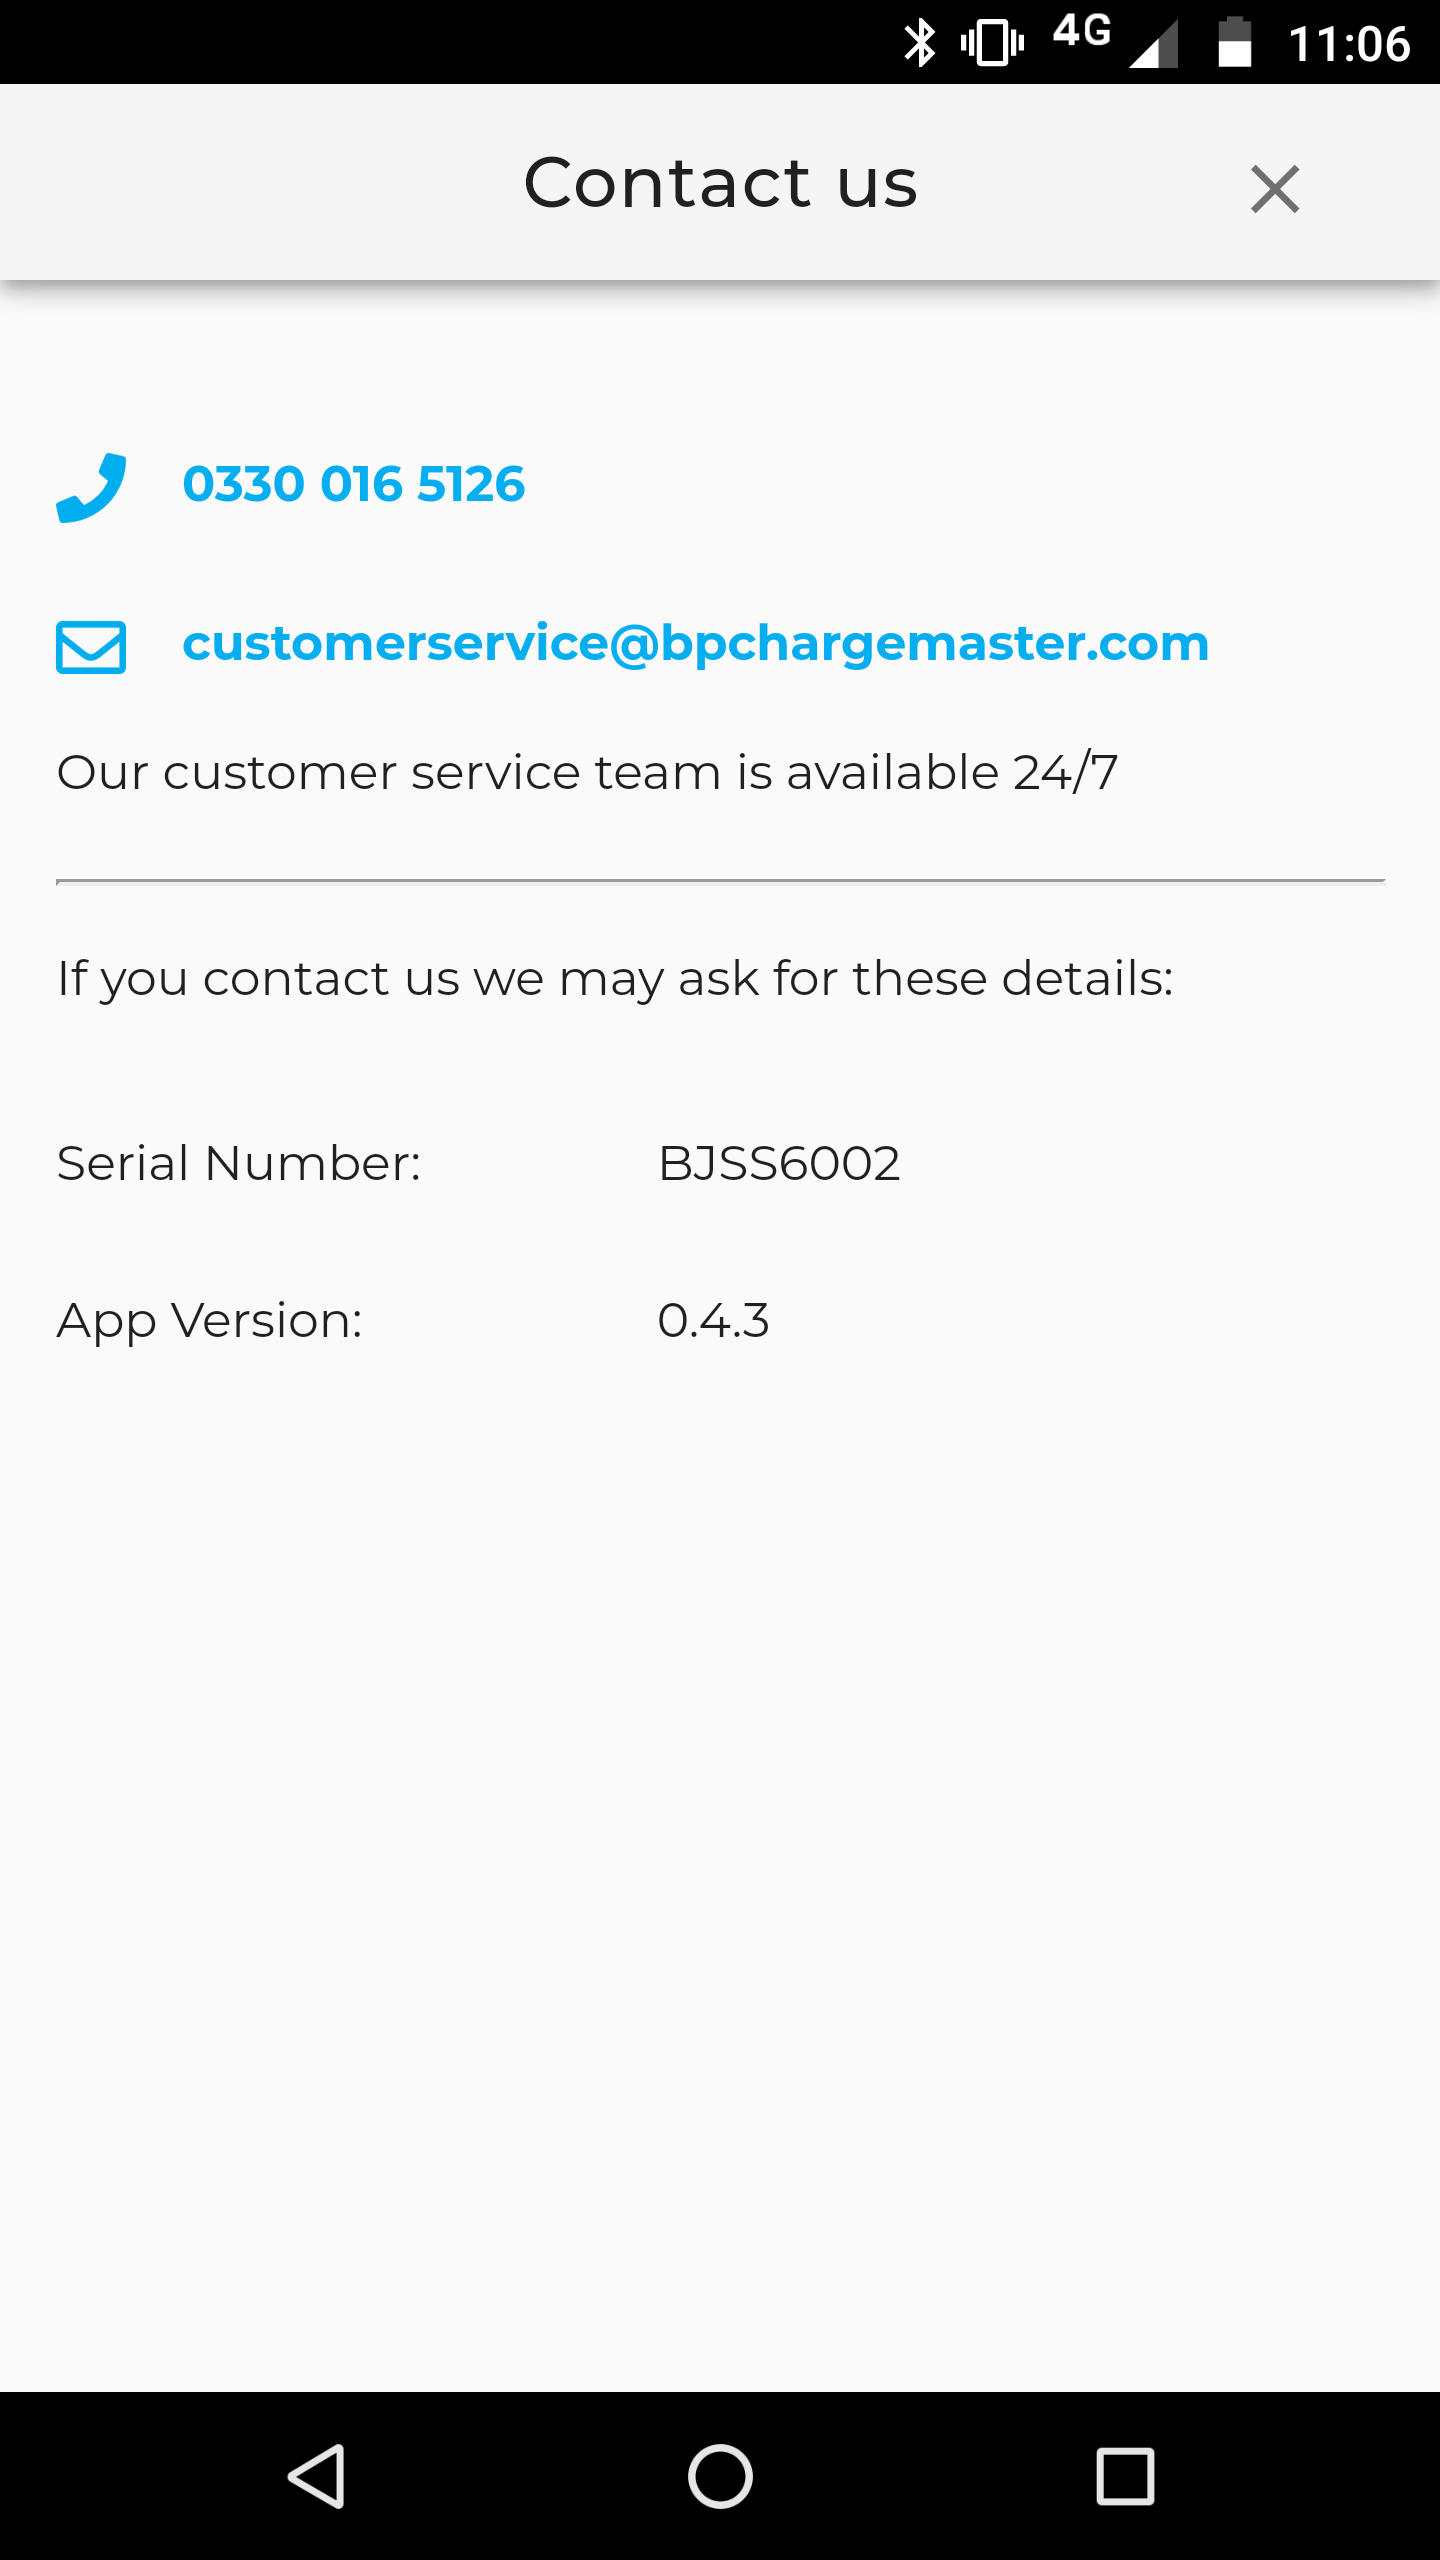 4G 11:06
Contact us
0330 016 5126
customerservice@bpchargemaster.com
Our customer service team is available 24/7
If you contact us we may ask for these details:
Serial Number: BJSS6002
App Version: 0.4.3